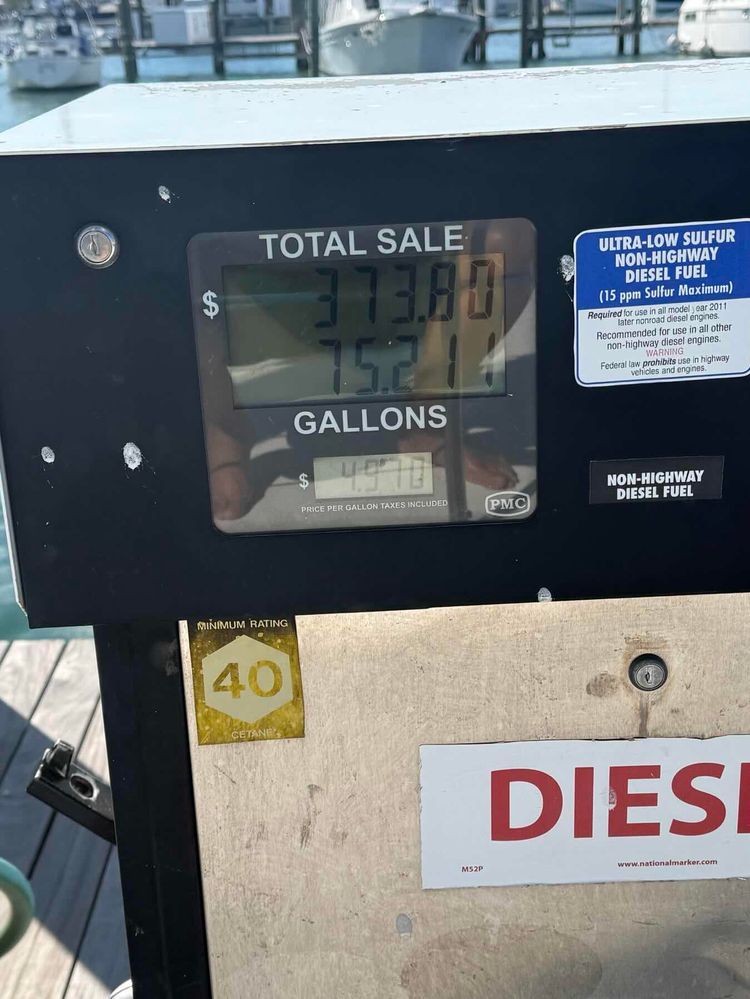 TOTAL SALE
$ 373.80
75.211
GALLONS
$ 4.970
PRICE PER GALLON TAXES INCLUDED
PMC
ULTRA-LOW SULFUR
NON-HIGHWAY
DIESEL FUEL
(15 ppm Sulfur Maximum)
Required for use in all model year 2011
later nonroad diesel engines.
Recommended for use in all other
non-highway diesel engines.
WARNING
Federal law prohibits use in highway
vehicles and engines.
NON-HIGHWAY
DIESEL FUEL
MINIMUM RATING
40
CETANE
DIES
M52P
www.nationalmarker.com